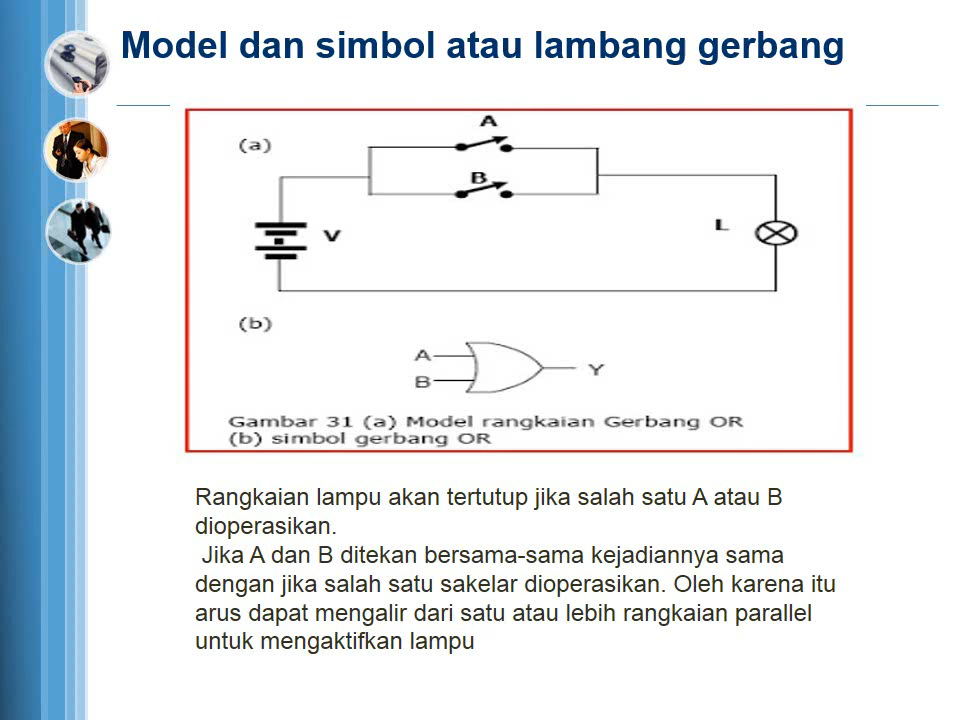 Model dan simbol atau lambang gerbang
(a)
A
B
V
L
(b)
A
B
Y
Gambar 31 (a) Model rangkaian Gerbang OR
(b) simbol gerbang OR
Rangkaian lampu akan tertutup jika salah satu A atau B
dioperasikan.
Jika A dan B ditekan bersama-sama kejadiannya sama
dengan jika salah satu sakelar dioperasikan. Oleh karena itu
arus dapat mengalir dari satu atau lebih rangkaian parallel
untuk mengaktifkan lampu